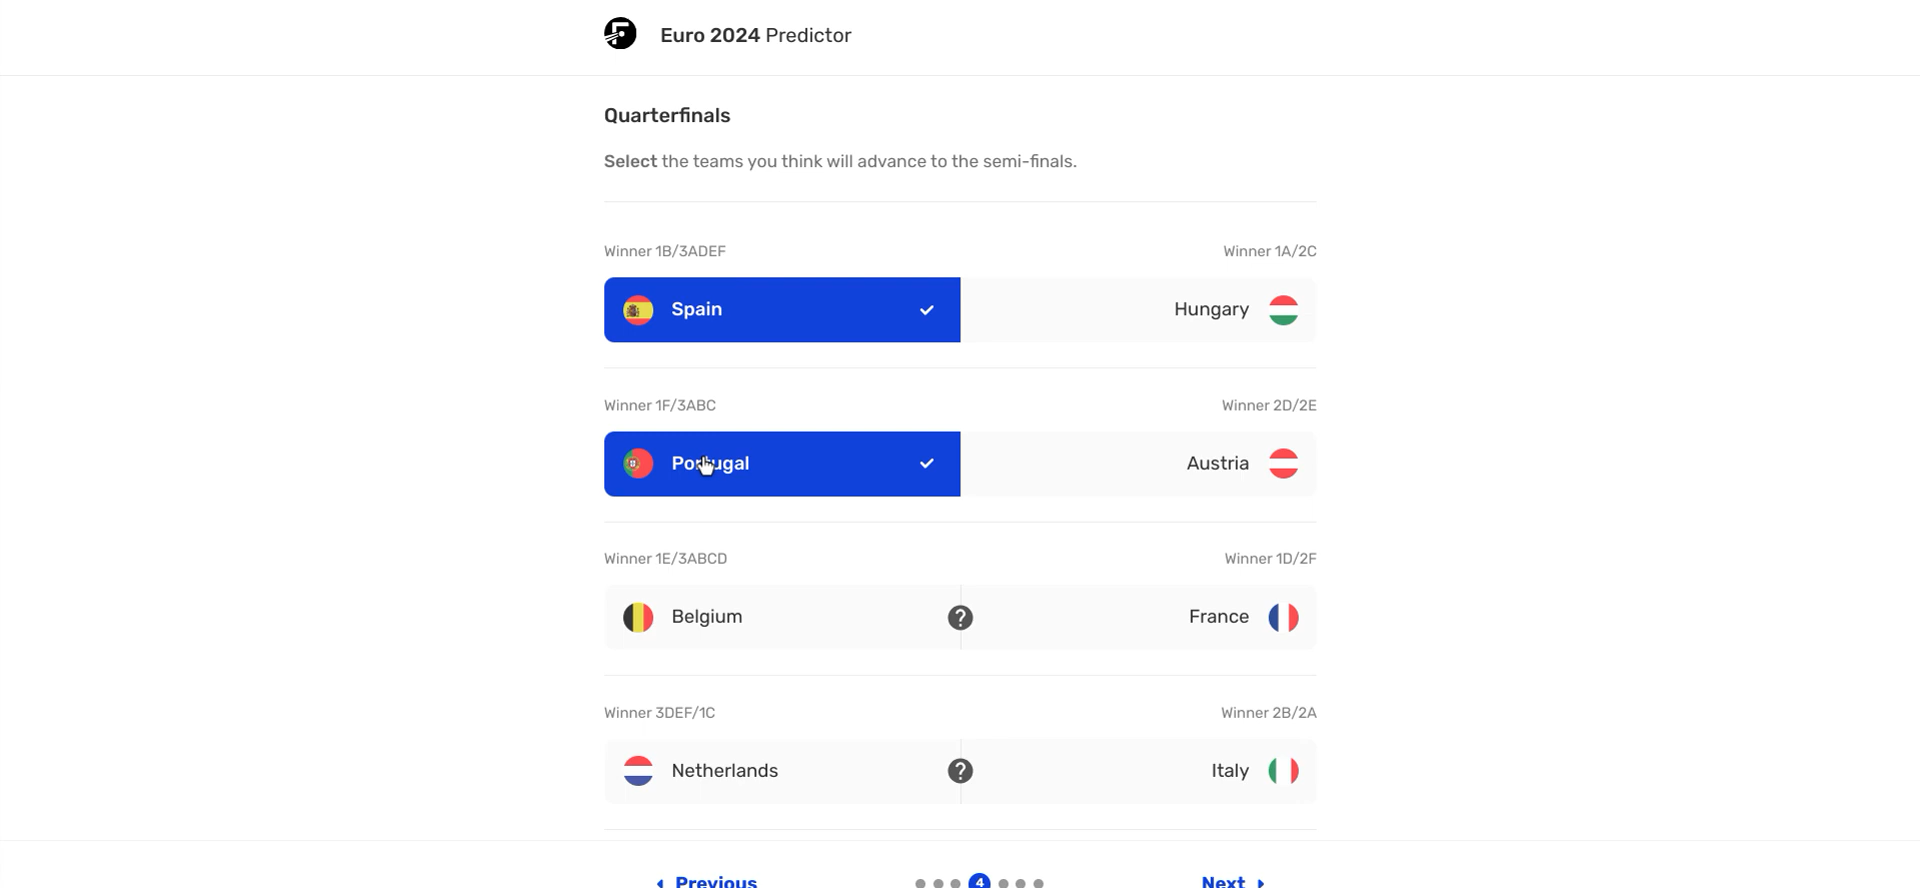 Euro 2024 Predictor
Quarterfinals
Select the teams you think will advance to the semi-finals.
Winner 1B/3ADEF
Winner 1A/2C
Spain
Hungary
Winner 1F/3ABC
Winner 2D/2E
Portugal
Austria
Winner 1E/3ABCD
Winner 1D/2F
Belgium
?
France
Winner 3DEF/1C
Winner 2B/2A
Netherlands
?
Italy
Previous
4
Next